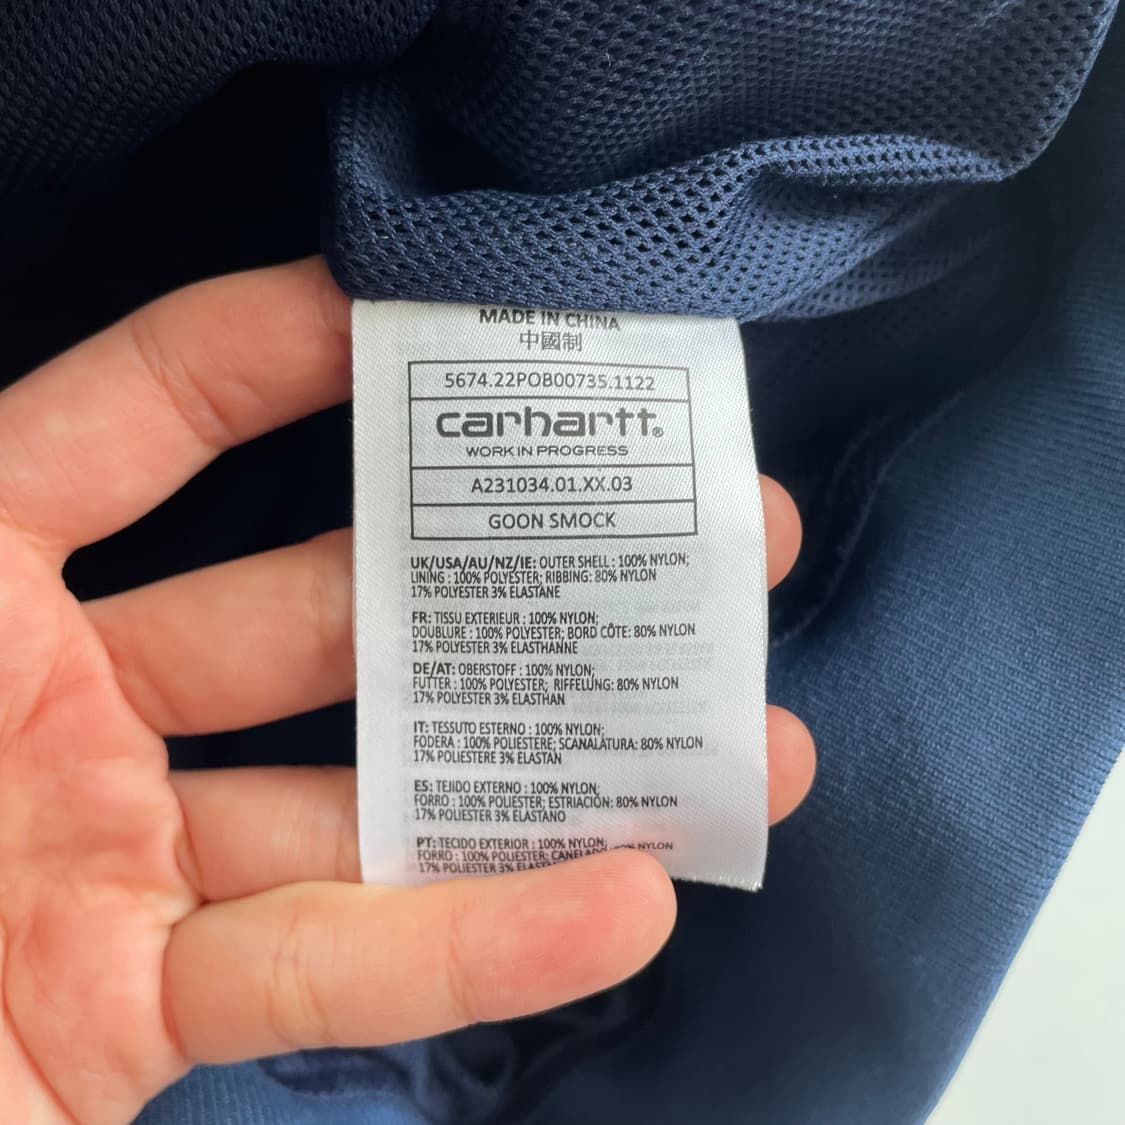 MADE IN CHINA
中國制
5674.22POB00735.1122
carhartt®
WORK IN PROGRESS
A231034.01.XX.03
GOON SMOCK
UK/USA/AU/NZ/IE: OUTER SHELL : 100% NYLON;
LINING : 100% POLYESTER; RIBBING: 80% NYLON
17% POLYESTER 3% ELASTANE
FR: TISSU EXTERIEUR : 100% NYLON;
DOUBLURE : 100% POLYESTER; BORD CÔTE: 80% NYLON
17% POLYESTER 3% ELASTHANNE
DE/AT: OBERSTOFF : 100% NYLON;
FUTTER : 100% POLYESTER; RIFFELUNG: 80% NYLON
17% POLYESTER 3% ELASTHAN
IT: TESSUTO ESTERNO : 100% NYLON;
FODERA : 100% POLIESTERE; SCANALATURA: 80% NYLON
17% POLIESTERE 3% ELASTAN
ES: TEJIDO EXTERNO : 100% NYLON;
FORRO : 100% POLIESTER; ESTRIACIÓN: 80% NYLON
17% POLIESTER 3% ELASTANO
PT: TECIDO EXTERIOR : 100% NYLON;
FORRO : 100% POLIESTER; NYLON
17% POLIESTER 3%